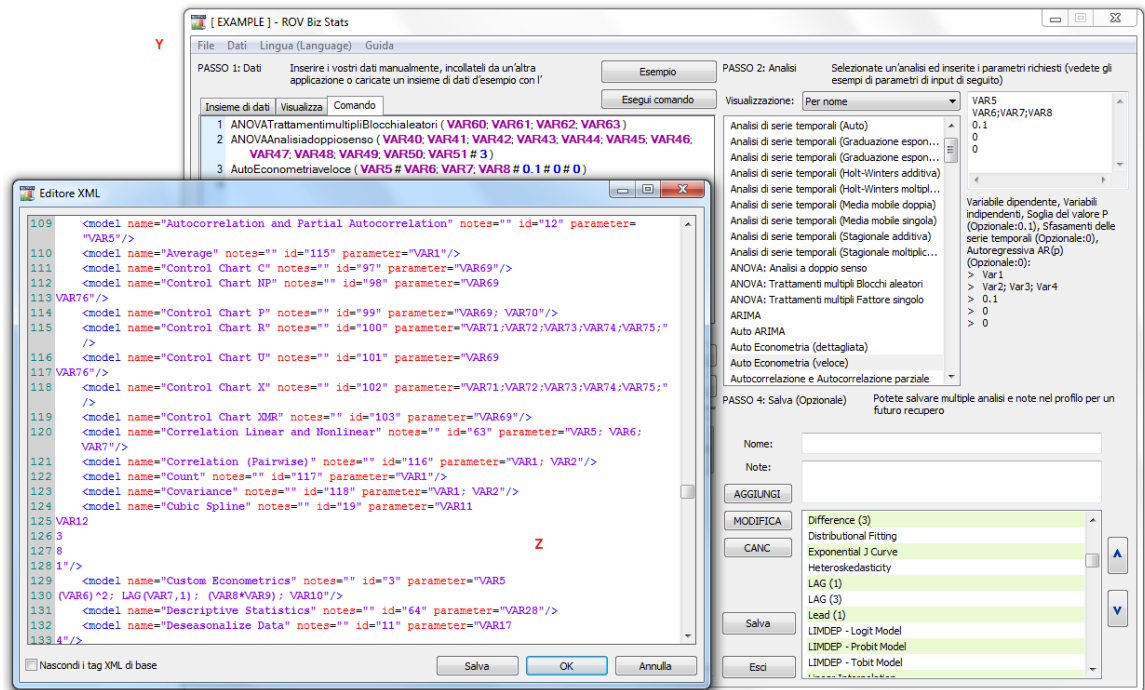 [ EXAMPLE ] - ROV Biz Stats
Y
File Dati Lingua (Language) Guida
PASSO 1: Dati
Inserire i vostri dati manualmente, incollateli da un'altra
applicazione o caricate un insieme di dati d'esempio con l'
Esempio
Esegui comando
Insieme di dati Visualizza Comando
1 ANOVATrattamentimultipliBlocchialeatori ( VAR60; VAR61; VAR62; VAR63 )
2 ANOVAAnalisiadoppiosenso ( VAR40; VAR41; VAR42; VAR43; VAR44; VAR45; VAR46;
VAR47; VAR48; VAR49; VAR50; VAR51 # 3 )
3 AutoEconometriaveloce ( VAR5 # VAR6; VAR7; VAR8 # 0.1 # 0 # 0 )
PASSO 2: Analisi
Selezionate un'analisi ed inserite i parametri richiesti (vedete gli
esempi di parametri di input di seguito)
Visualizzazione: Per nome
Analisi di serie temporali (Auto)
Analisi di serie temporali (Graduazione espon...
Analisi di serie temporali (Graduazione espon...
Analisi di serie temporali (Holt-Winters additiva)
Analisi di serie temporali (Holt-Winters moltipl...
Analisi di serie temporali (Media mobile doppia)
Analisi di serie temporali (Media mobile singola)
Analisi di serie temporali (Stagionale additiva)
Analisi di serie temporali (Stagionale moltiplic...
ANOVA: Analisi a doppio senso
ANOVA: Trattamenti multipli Blocchi aleatori
ANOVA: Trattamenti multipli Fattore singolo
ARIMA
Auto ARIMA
Auto Econometria (dettagliata)
Auto Econometria (veloce)
Autocorrelazione e Autocorrelazione parziale
VAR5
VAR6;VAR7;VAR8
0.1
0
0
Variabile dipendente, Variabili
indipendenti, Soglia del valore P
(Opzionale:0.1), Sfasamenti delle
serie temporali (Opzionale:0),
Autoregressiva AR(p)
(Opzionale:0):
> Var1
> Var2; Var3; Var4
> 0.1
> 0
> 0
PASSO 4: Salva (Opzionale)
Potete salvare multiple analisi e note nel profilo per un
futuro recupero
Nome:
Note:
AGGIUNGI
MODIFICA
CANC
Salva
Esci
Difference (3)
Distributional Fitting
Exponential J Curve
Heteroskedasticity
LAG (1)
LAG (3)
Lead (1)
LIMDEP - Logit Model
LIMDEP - Probit Model
LIMDEP - Tobit Model
Linear Interpolation
Editore XML
109 <model name="Autocorrelation and Partial Autocorrelation" notes="" id="12" parameter=
"VAR5"/>
110 <model name="Average" notes="" id="115" parameter="VAR1"/>
111 <model name="Control Chart C" notes="" id="97" parameter="VAR69"/>
112 <model name="Control Chart NP" notes="" id="98" parameter="VAR69
113 VAR76"/>
114 <model name="Control Chart P" notes="" id="99" parameter="VAR69; VAR70"/>
115 <model name="Control Chart R" notes="" id="100" parameter="VAR71;VAR72;VAR73;VAR74;VAR75;"
/>
116 <model name="Control Chart U" notes="" id="101" parameter="VAR69
117 VAR76"/>
118 <model name="Control Chart X" notes="" id="102" parameter="VAR71;VAR72;VAR73;VAR74;VAR75;"
/>
119 <model name="Control Chart XMR" notes="" id="103" parameter="VAR69"/>
120 <model name="Correlation Linear and Nonlinear" notes="" id="63" parameter="VAR5; VAR6;
VAR7"/>
121 <model name="Correlation (Pairwise)" notes="" id="116" parameter="VAR1; VAR2"/>
122 <model name="Count" notes="" id="117" parameter="VAR1"/>
123 <model name="Covariance" notes="" id="118" parameter="VAR1; VAR2"/>
124 <model name="Cubic Spline" notes="" id="19" parameter="VAR11
125 VAR12
126 3
127 8
128 1"/>
129 <model name="Custom Econometrics" notes="" id="3" parameter="VAR5
130 (VAR6)^2; LAG(VAR7,1); (VAR8*VAR9); VAR10"/>
131 <model name="Descriptive Statistics" notes="" id="64" parameter="VAR28"/>
132 <model name="Deseasonalize Data" notes="" id="11" parameter="VAR17
133 4"/>
Z
Nascondi i tag XML di base
Salva
OK
Annulla